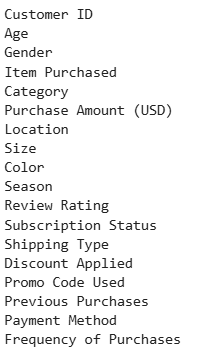 Customer ID
Age
Gender
Item Purchased
Category
Purchase Amount (USD)
Location
Size
Color
Season
Review Rating
Subscription Status
Shipping Type
Discount Applied
Promo Code Used
Previous Purchases
Payment Method
Frequency of Purchases